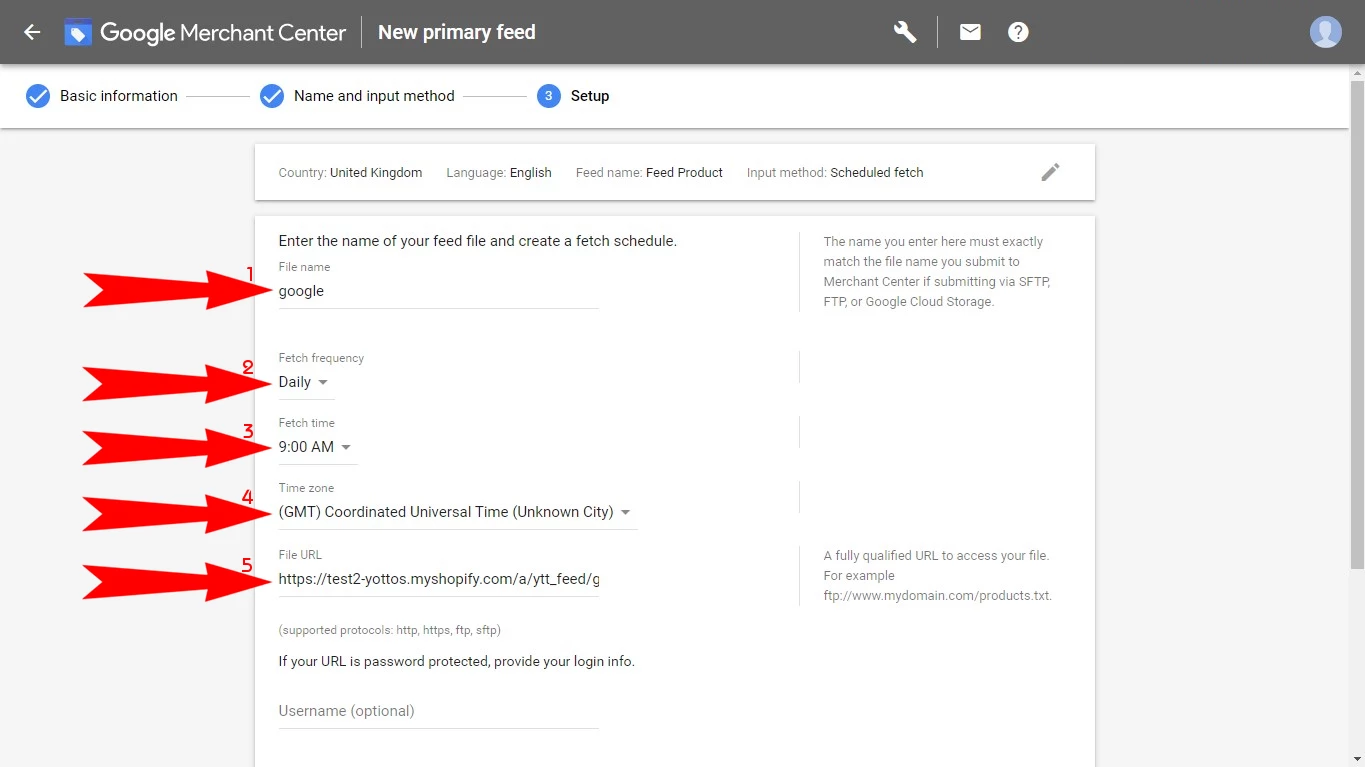 Google Merchant Center New primary feed
Basic information Name and input method 3 Setup
Country: United Kingdom Language: English Feed name: Feed Product Input method: Scheduled fetch
Enter the name of your feed file and create a fetch schedule.
File name
1
google
The name you enter here must exactly
match the file name you submit to
Merchant Center if submitting via SFTP,
FTP, or Google Cloud Storage.
Fetch frequency
2
Daily
Fetch time
3
9:00 AM
Time zone
4
(GMT) Coordinated Universal Time (Unknown City)
File URL
5
https://test2-yottos.myshopify.com/a/ytt_feed/g
A fully qualified URL to access your file.
For example
ftp://www.mydomain.com/products.txt.
(supported protocols: http, https, ftp, sftp)
If your URL is password protected, provide your login info.
Username (optional)